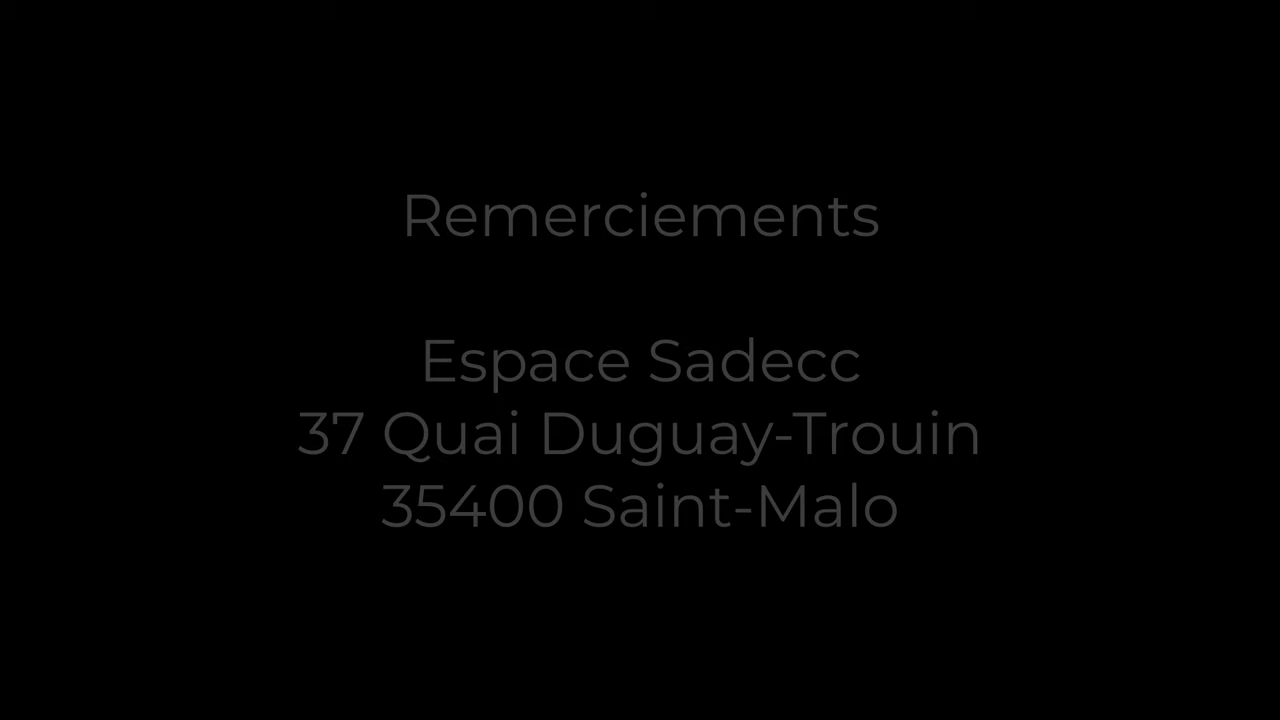 Remerciements
Espace Sadecc
37 Quai Duguay-Trouin
35400 Saint-Malo